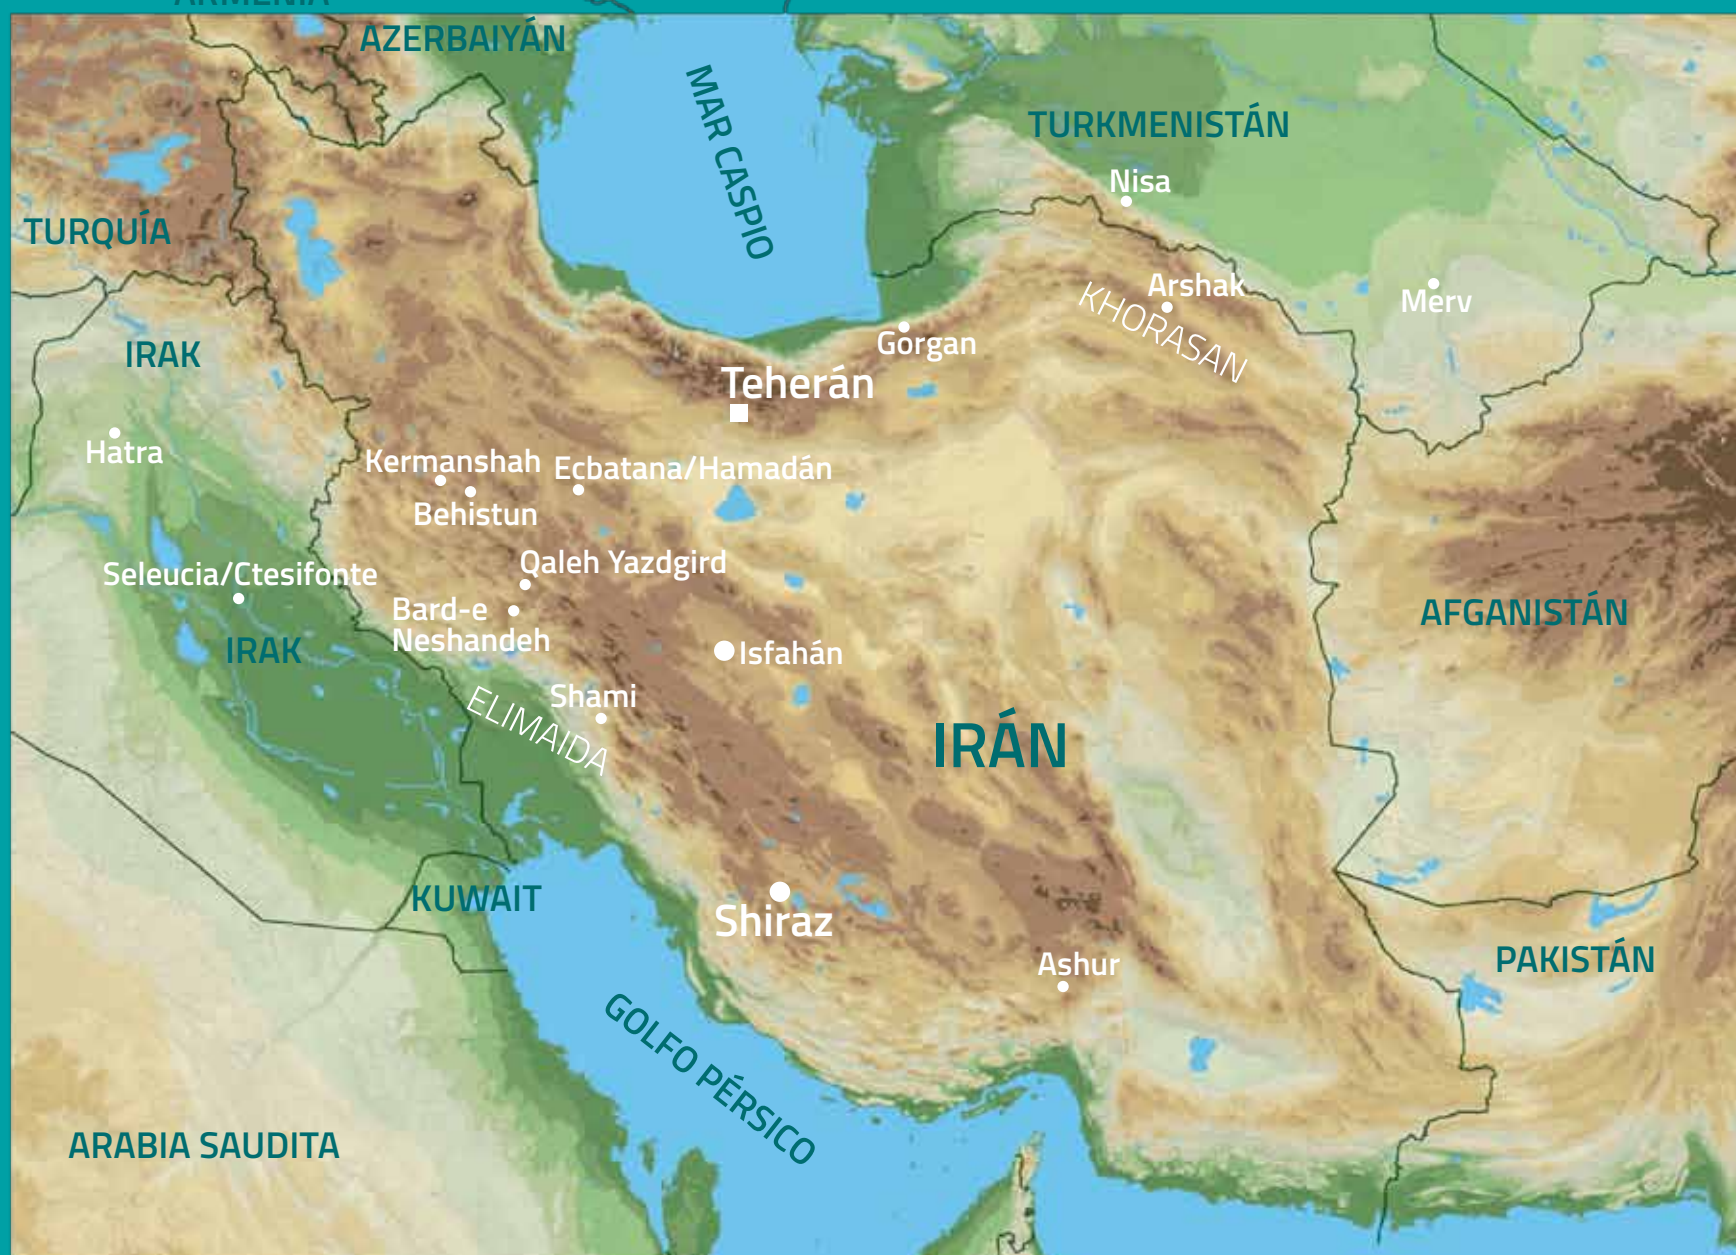 ARMENIA
AZERBAIYÁN
MAR CASPIO
TURKMENISTÁN
Nisa
TURQUÍA
Arshak
KHORASAN
Merv
Gorgan
IRAK
Teherán
Hatra
Kermanshah
Ecbatana/Hamadán
Behistun
Qaleh Yazdgird
Seleucia/Ctesifonte
Bard-e
Neshandeh
AFGANISTÁN
IRAK
Isfahán
Shami
ELIMAIDA
IRÁN
KUWAIT
Shiraz
PAKISTÁN
Ashur
GOLFO PÉRSICO
ARABIA SAUDITA